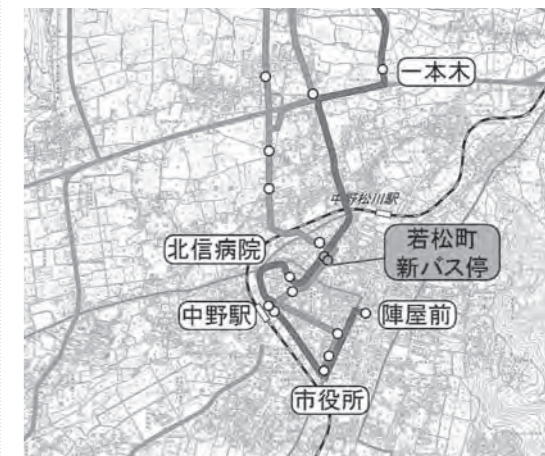 一本木
中野松川駅
北信病院
若松町
新バス停
中野駅
陣屋前
市役所